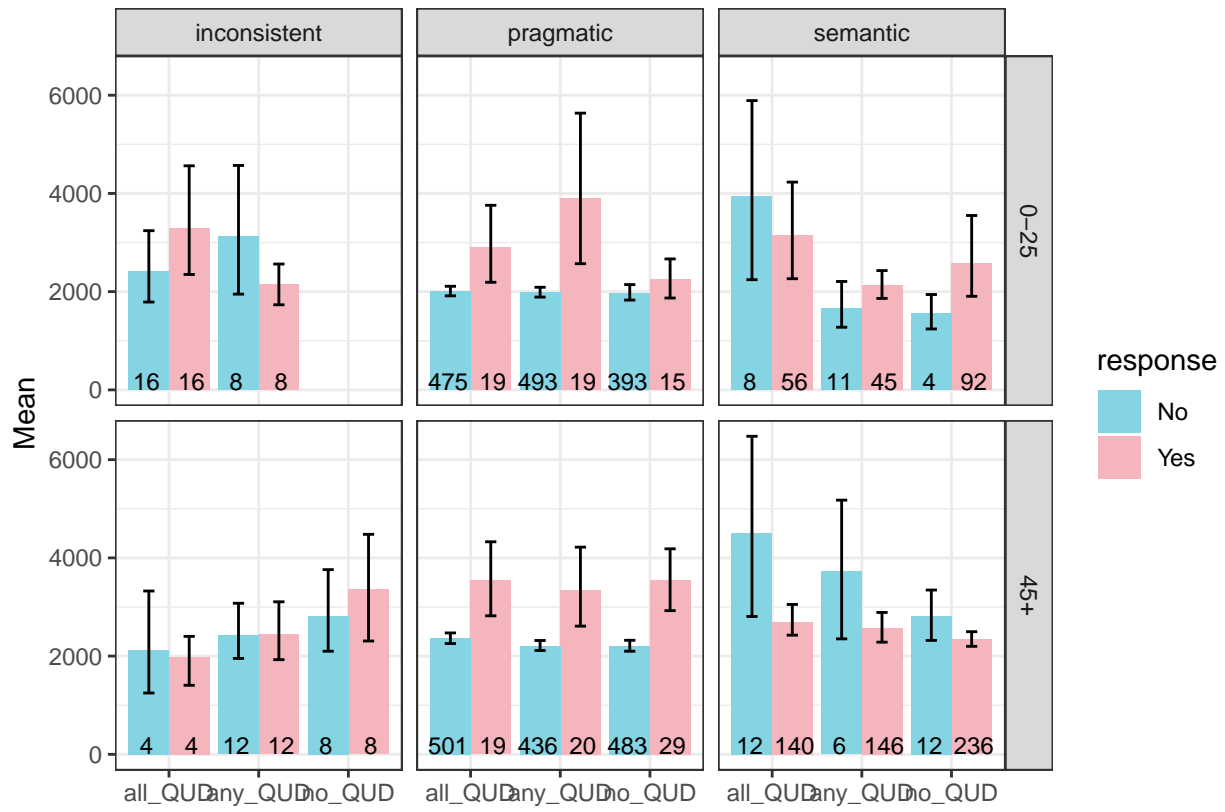 inconsistent pragmatic semantic
6000
4000
2000
0
16 16 8 8
475 19 493 19 393 15
8 56 11 45 4 92
0−25
Mean
6000
4000
2000
0
4 4 12 12 8 8
501 19 436 20 483 29
12 140 6 146 12 236
45+
all_QUD any_QUD no_QUD
all_QUD any_QUD no_QUD
all_QUD any_QUD no_QUD
response
No
Yes